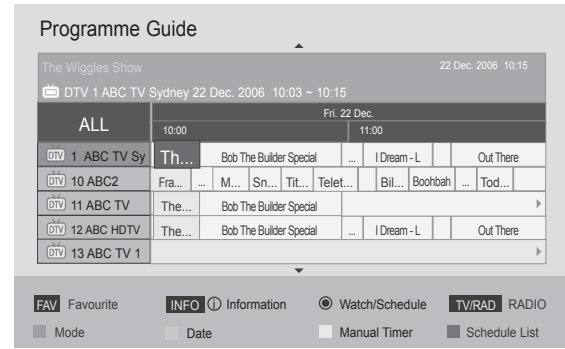 Programme Guide
The Wiggles Show 22 Dec. 2006 10:15
DTV 1 ABC TV Sydney 22 Dec. 2006 10:03 ~ 10:15
ALL Fri. 22 Dec.
10:00 11:00
DTV 1 ABC TV Sy Th... Bob The Builder Special ... I Dream - L Out There
DTV 10 ABC2 Fra... ... M... Sn... Tit... Telet... Bil... Boohbah ... Tod...
DTV 11 ABC TV The... Bob The Builder Special
DTV 12 ABC HDTV The... Bob The Builder Special ... I Dream - L Out There
DTV 13 ABC TV 1
FAV Favourite INFO i Information Watch/Schedule TV/RAD RADIO
Mode Date Manual Timer Schedule List